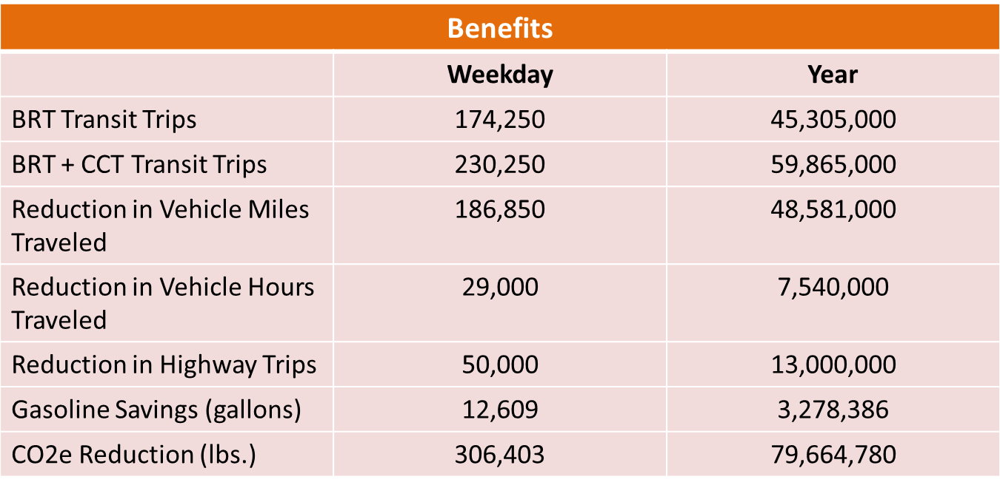 Benefits
Weekday Year
BRT Transit Trips 174,250 45,305,000
BRT + CCT Transit Trips 230,250 59,865,000
Reduction in Vehicle Miles 186,850 48,581,000
Traveled
Reduction in Vehicle Hours 29,000 7,540,000
Traveled
Reduction in Highway Trips 50,000 13,000,000
Gasoline Savings (gallons) 12,609 3,278,386
CO2e Reduction (lbs.) 306,403 79,664,780